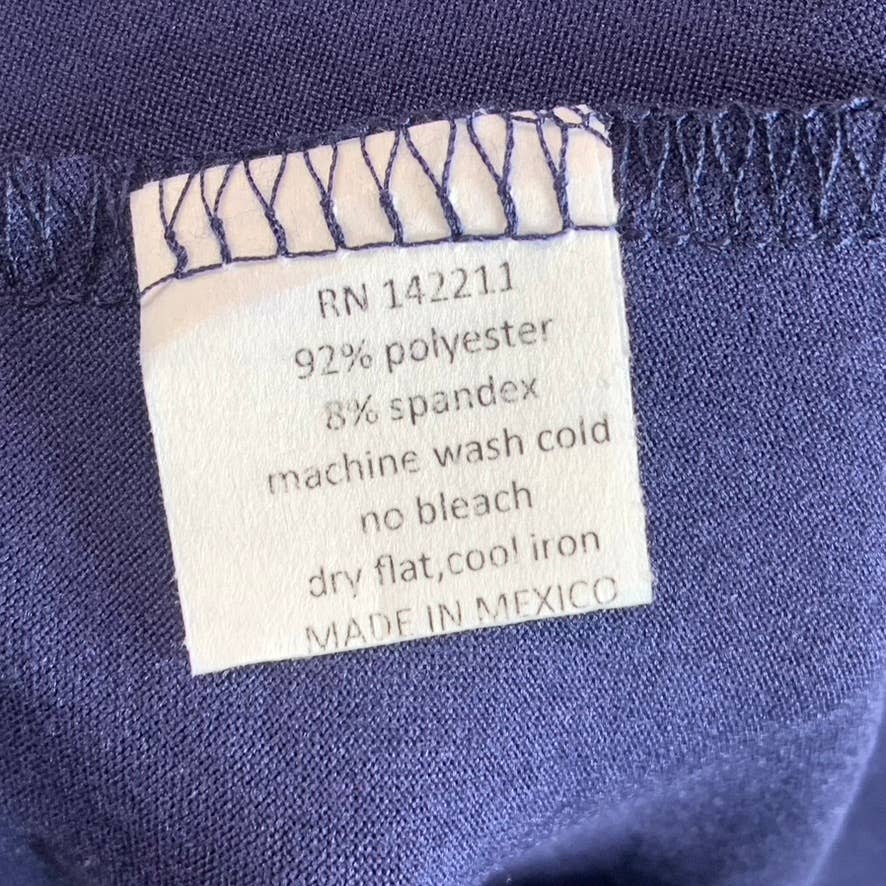 RN 142211
92% polyester
8% spandex
machine wash cold
no bleach
dry flat,cool iron
MADE IN MEXICO